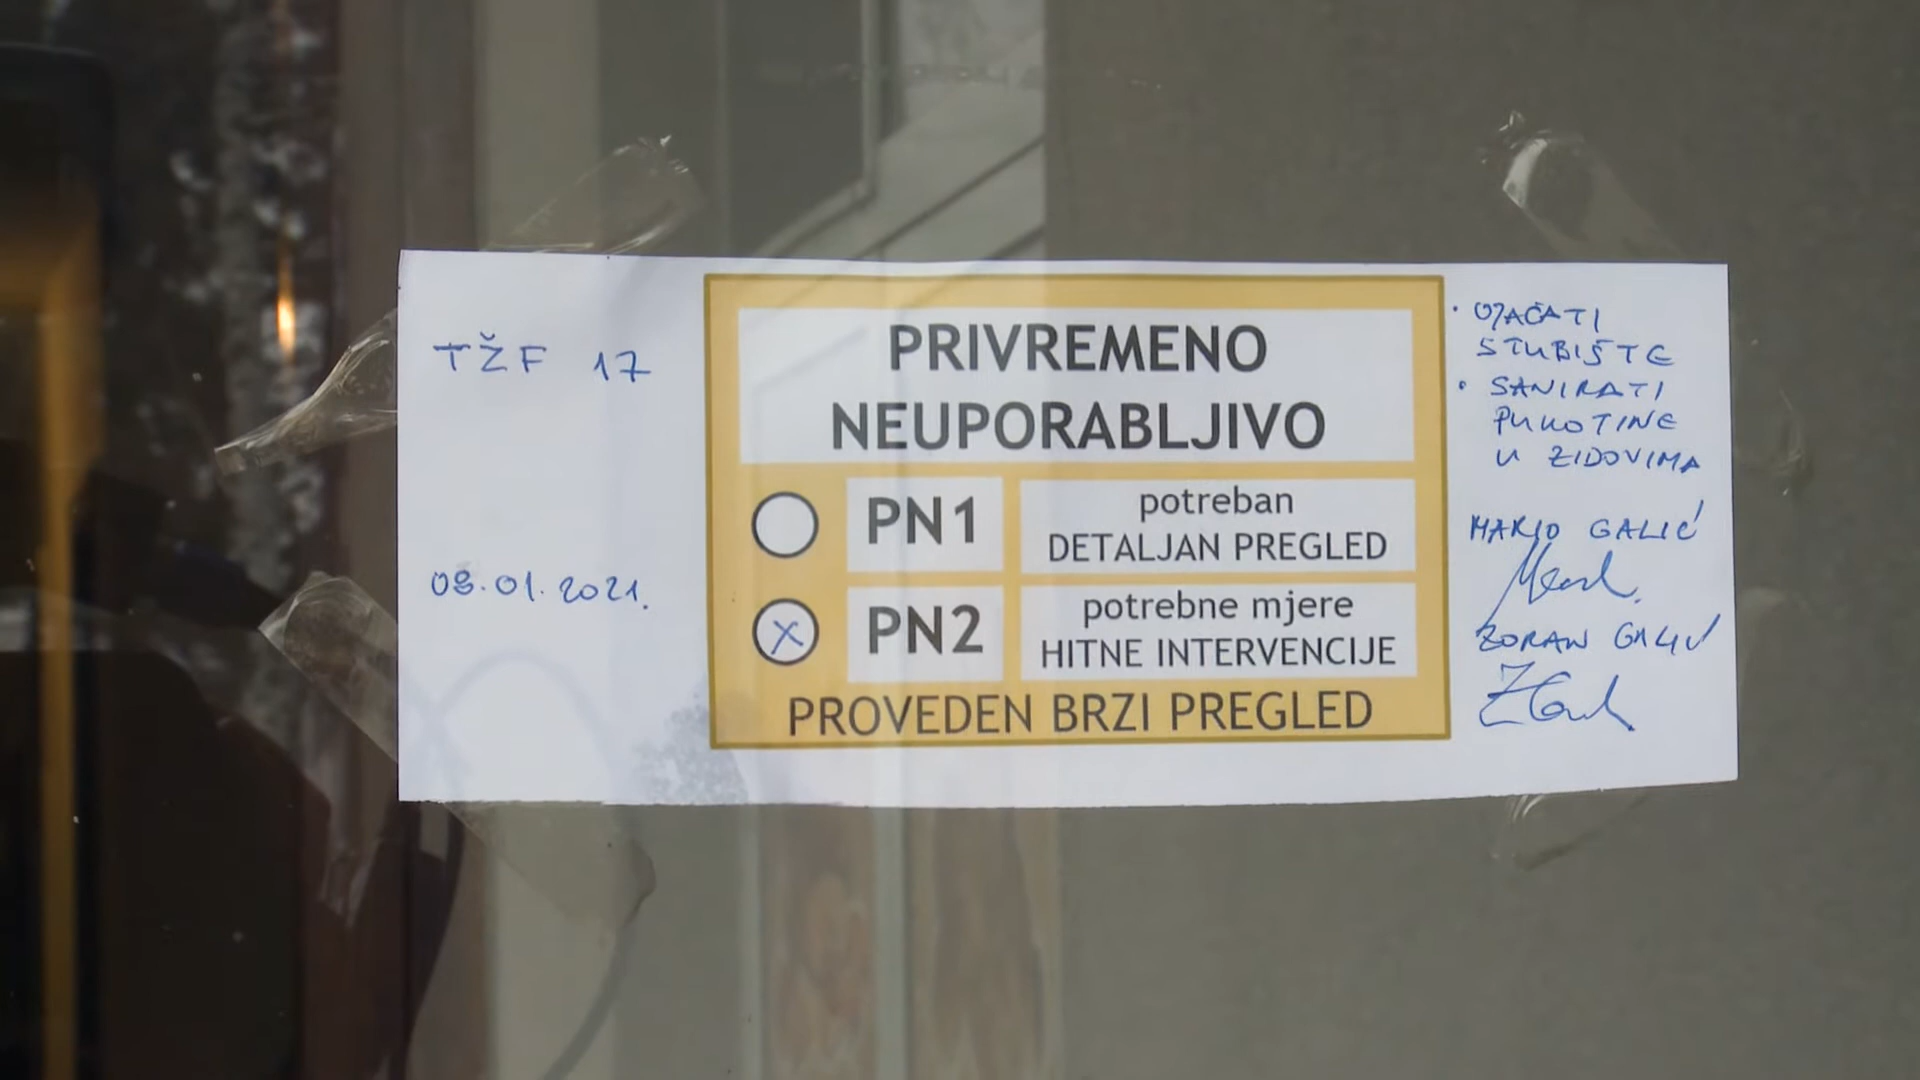 TŽF 17
08.01.2021.
PRIVREMENO
NEUPORABLJIVO
PN1
potreban
DETALJAN PREGLED
X
PN2
potrebne mjere
HITNE INTERVENCIJE
PROVEDEN BRZI PREGLED
• OJAČATI
STUBIŠTE
• SANIRATI
PUKOTINE
U ZIDOVIMA
MARIO GALIĆ
ZORAN GALIĆ